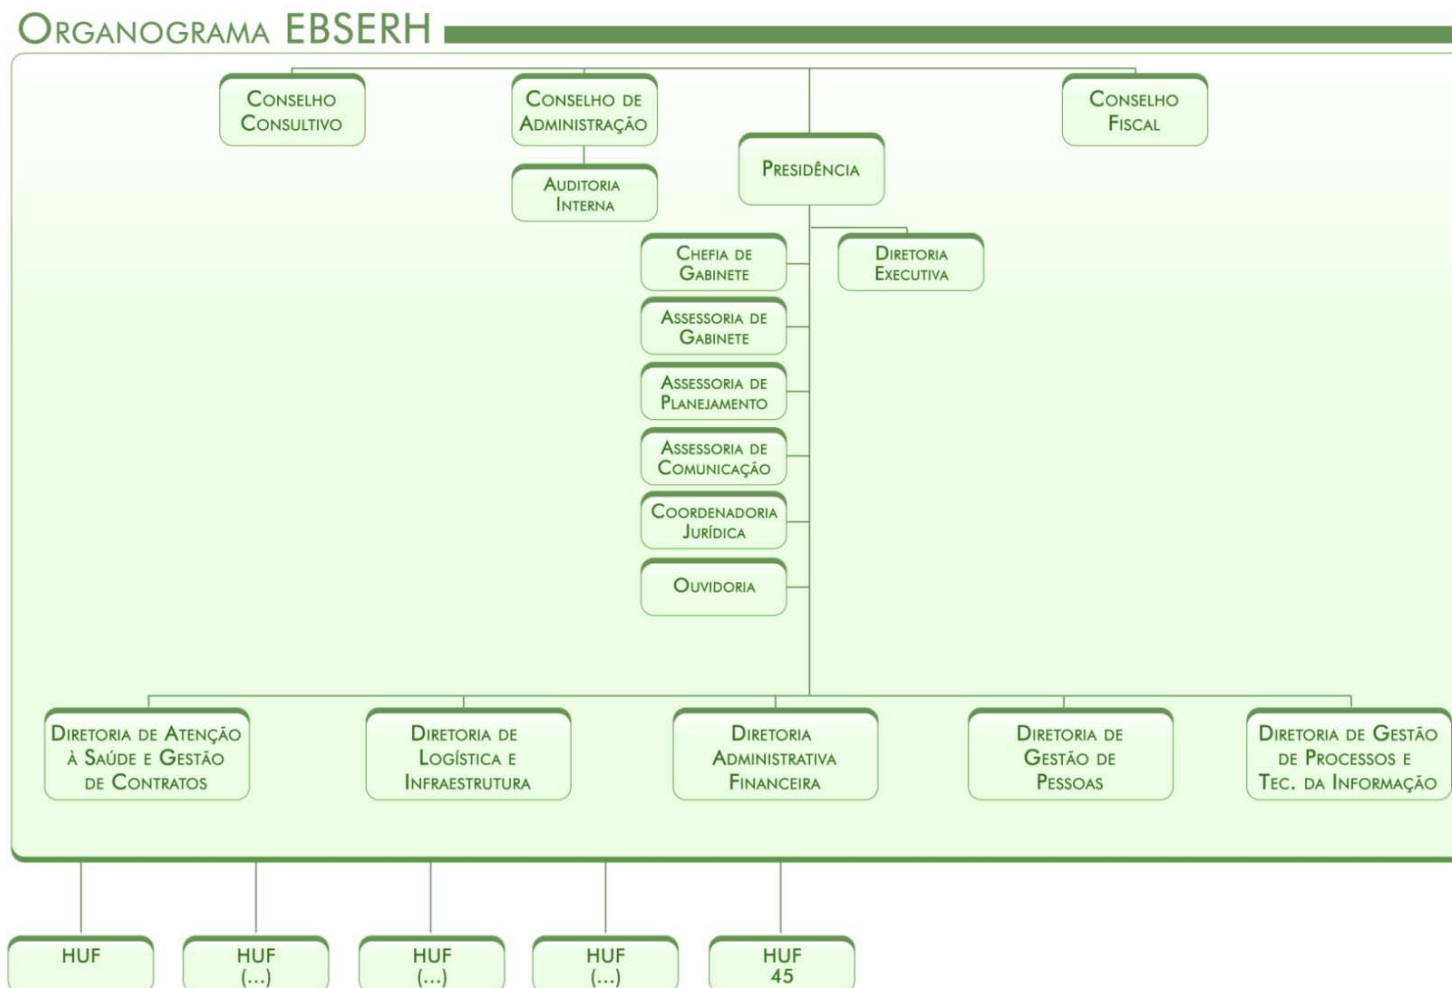 ORGANOGRAMA EBSERH
CONSELHO
CONSULTIVO
CONSELHO DE
ADMINISTRAÇÃO
CONSELHO
FISCAL
PRESIDÊNCIA
AUDITORIA
INTERNA
CHEFIA DE
GABINETE
DIRETORIA
EXECUTIVA
ASSESSORIA DE
GABINETE
ASSESSORIA DE
PLANEJAMENTO
ASSESSORIA DE
COMUNICAÇÃO
COORDENADORIA
JURÍDICA
OUVIDORIA
DIRETORIA DE ATENÇÃO
À SAÚDE E GESTÃO
DE CONTRATOS
DIRETORIA DE
LOGÍSTICA E
INFRAESTRUTURA
DIRETORIA
ADMINISTRATIVA
FINANCEIRA
DIRETORIA DE
GESTÃO DE
PESSOAS
DIRETORIA DE GESTÃO
DE PROCESSOS E
TEC. DA INFORMAÇÃO
HUF
HUF
(...)
HUF
(...)
HUF
(...)
HUF
45